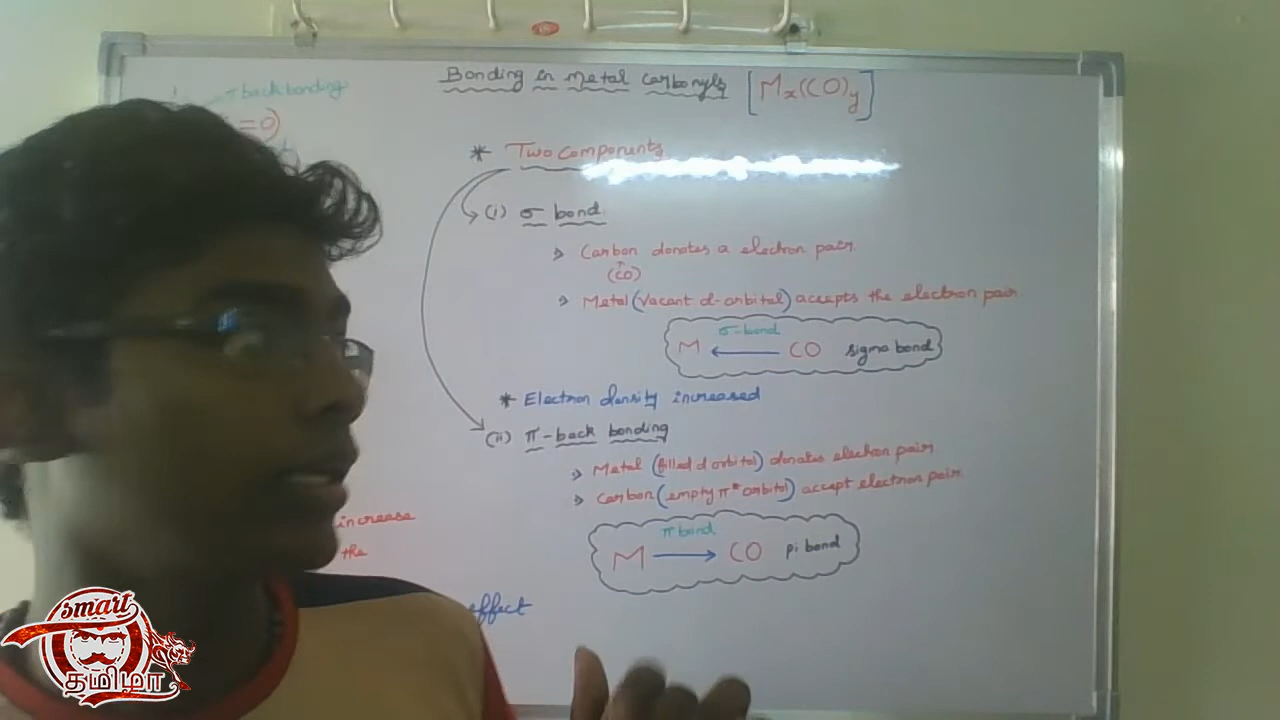 Bonding in metal Carbonyls [Mx(CO)y]
π back bonding
=O)
* Two Components
(i) σ bond
> Carbon donates a electron pair.
(CO)
> Metal (Vacant d-orbital) accepts the electron pair
σ-bond
M ← CO sigma bond
* Electron density increased
(ii) π-back bonding
> Metal (filled d orbital) donates electron pair
> Carbon (empty π* orbital) accept electron pair.
π bond
M → CO pi bond
increase
the
effect
smart
தமிழா